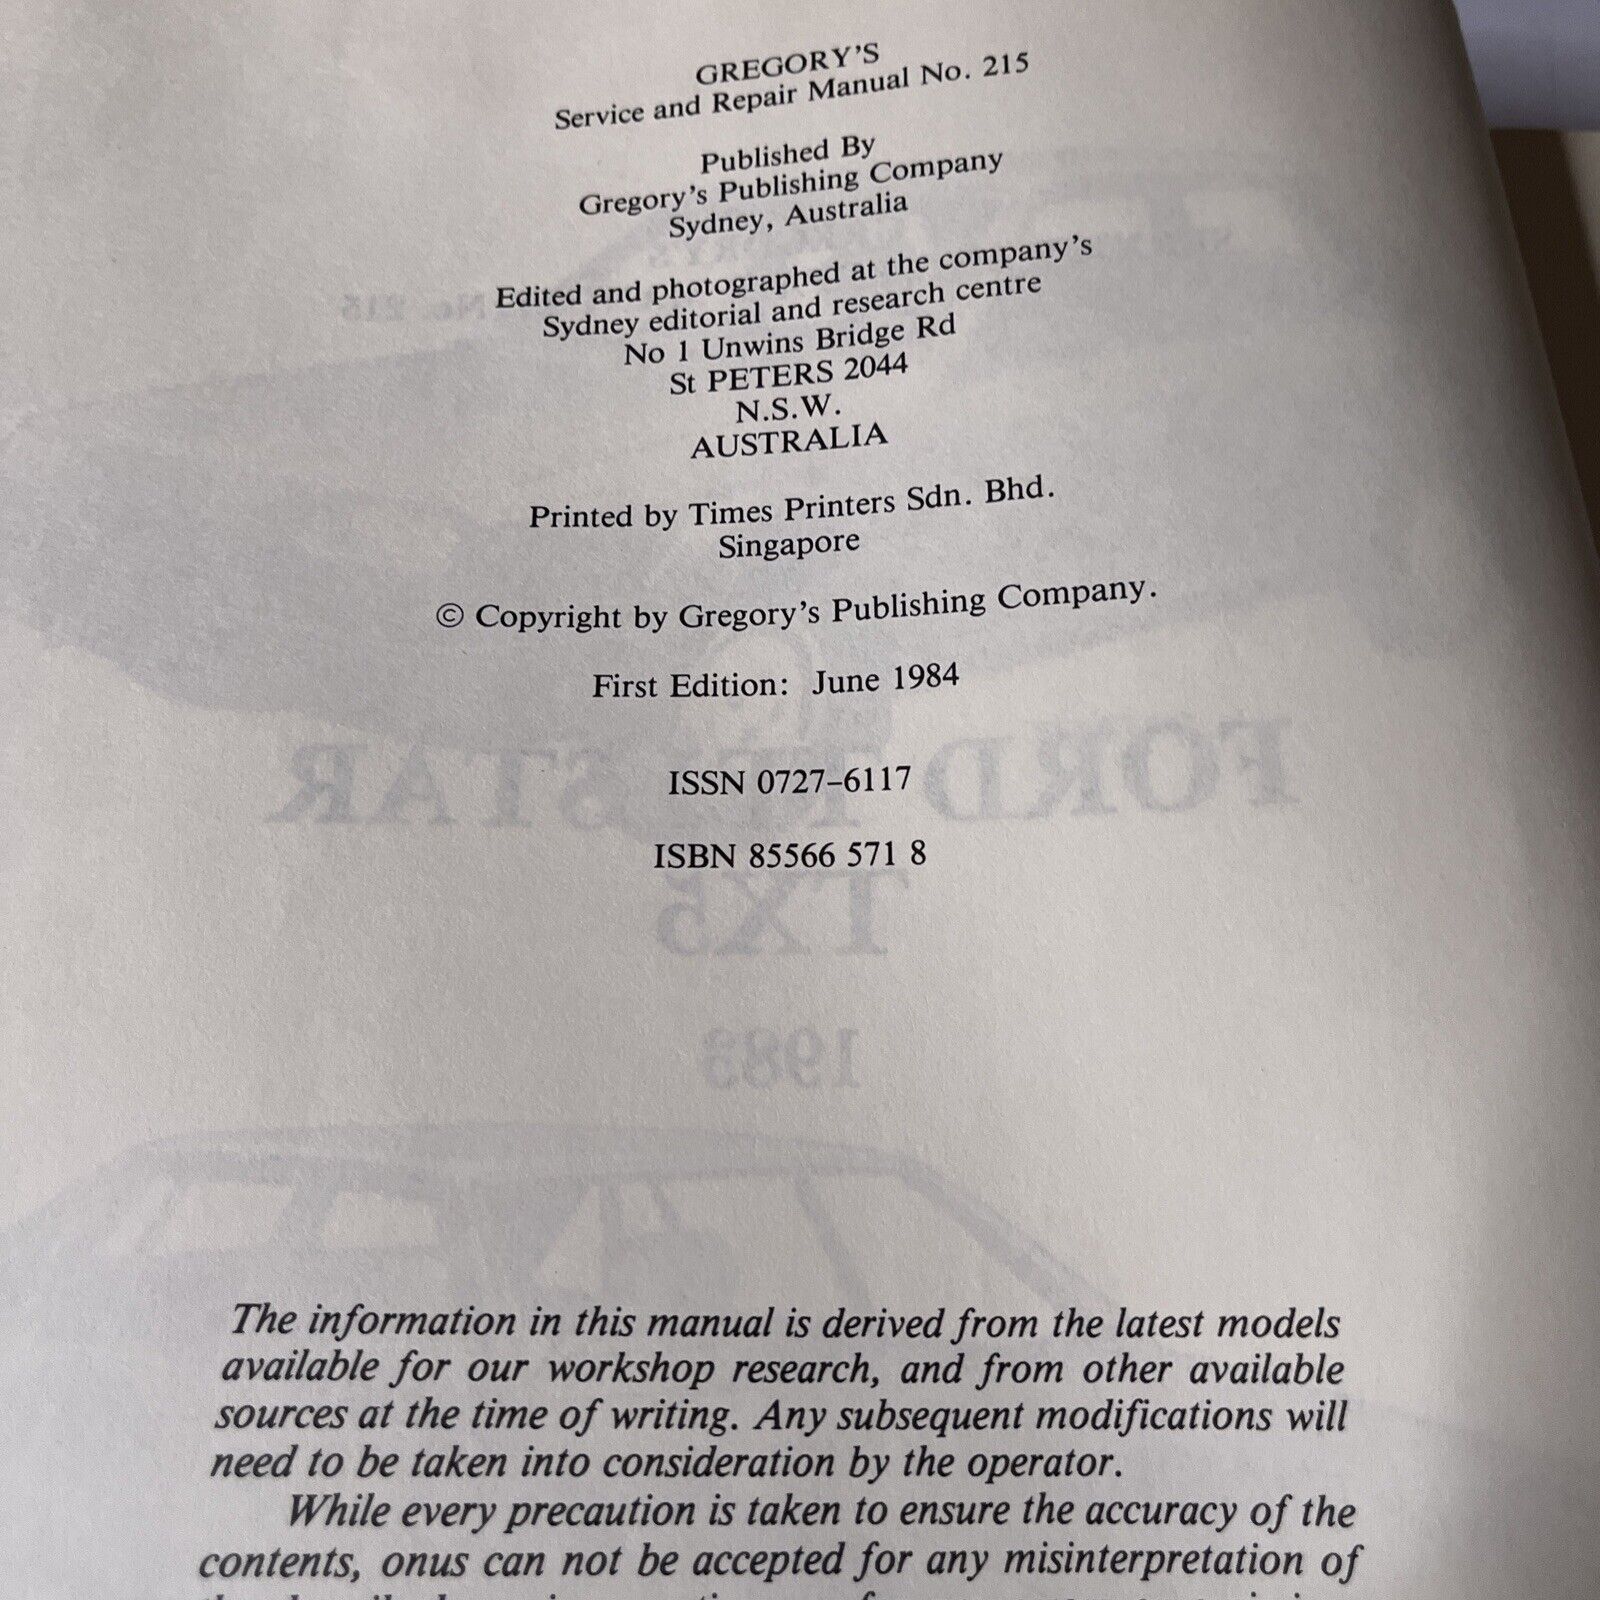 GREGORY'S
Service and Repair Manual No. 215
Published By
Gregory's Publishing Company
Sydney, Australia
Edited and photographed at the company's
Sydney editorial and research centre
No 1 Unwins Bridge Rd
St PETERS 2044
N.S.W.
AUSTRALIA
Printed by Times Printers Sdn. Bhd.
Singapore
© Copyright by Gregory's Publishing Company.
First Edition: June 1984
ISSN 0727-6117
ISBN 85566 571 8
TX5
1983
The information in this manual is derived from the latest models
available for our workshop research, and from other available
sources at the time of writing. Any subsequent modifications will
need to be taken into consideration by the operator.
While every precaution is taken to ensure the accuracy of the
contents, onus can not be accepted for any misinterpretation of